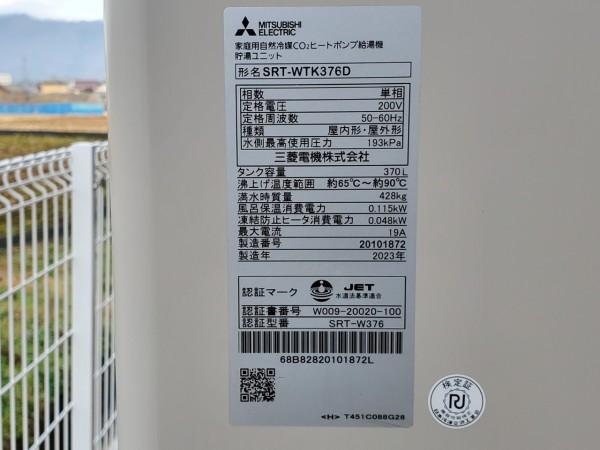 MITSUBISHI
ELECTRIC
家庭用自然冷媒CO₂ヒートポンプ給湯機
貯湯ユニット
形名 SRT-WTK376D
相数 単相
定格電圧 200V
定格周波数 50-60Hz
種類 屋内形・屋外形
水側最高使用圧力 193kPa
三菱電機株式会社
タンク容量 370L
沸上げ温度範囲 約65℃〜約90℃
満水時質量 428kg
風呂保温消費電力 0.115kW
凍結防止ヒータ消費電力 0.048kW
最大電流 19A
製造番号 20101872
製造年 2023年
認証マーク JET
水道法基準適合
認証書番号 W009-20020-100
認証型番 SRT-W376
68B82820101872L
<H> T451C088G28
検定証